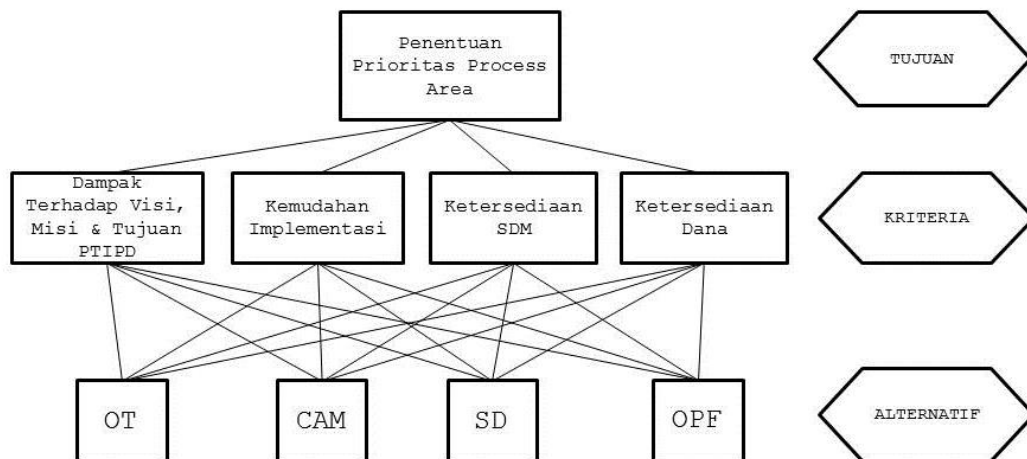 Penentuan
Prioritas Process
Area
TUJUAN
Dampak
Terhadap Visi,
Misi & Tujuan
PTIPD
Kemudahan
Implementasi
Ketersediaan
SDM
Ketersediaan
Dana
KRITERIA
OT
CAM
SD
OPF
ALTERNATIF